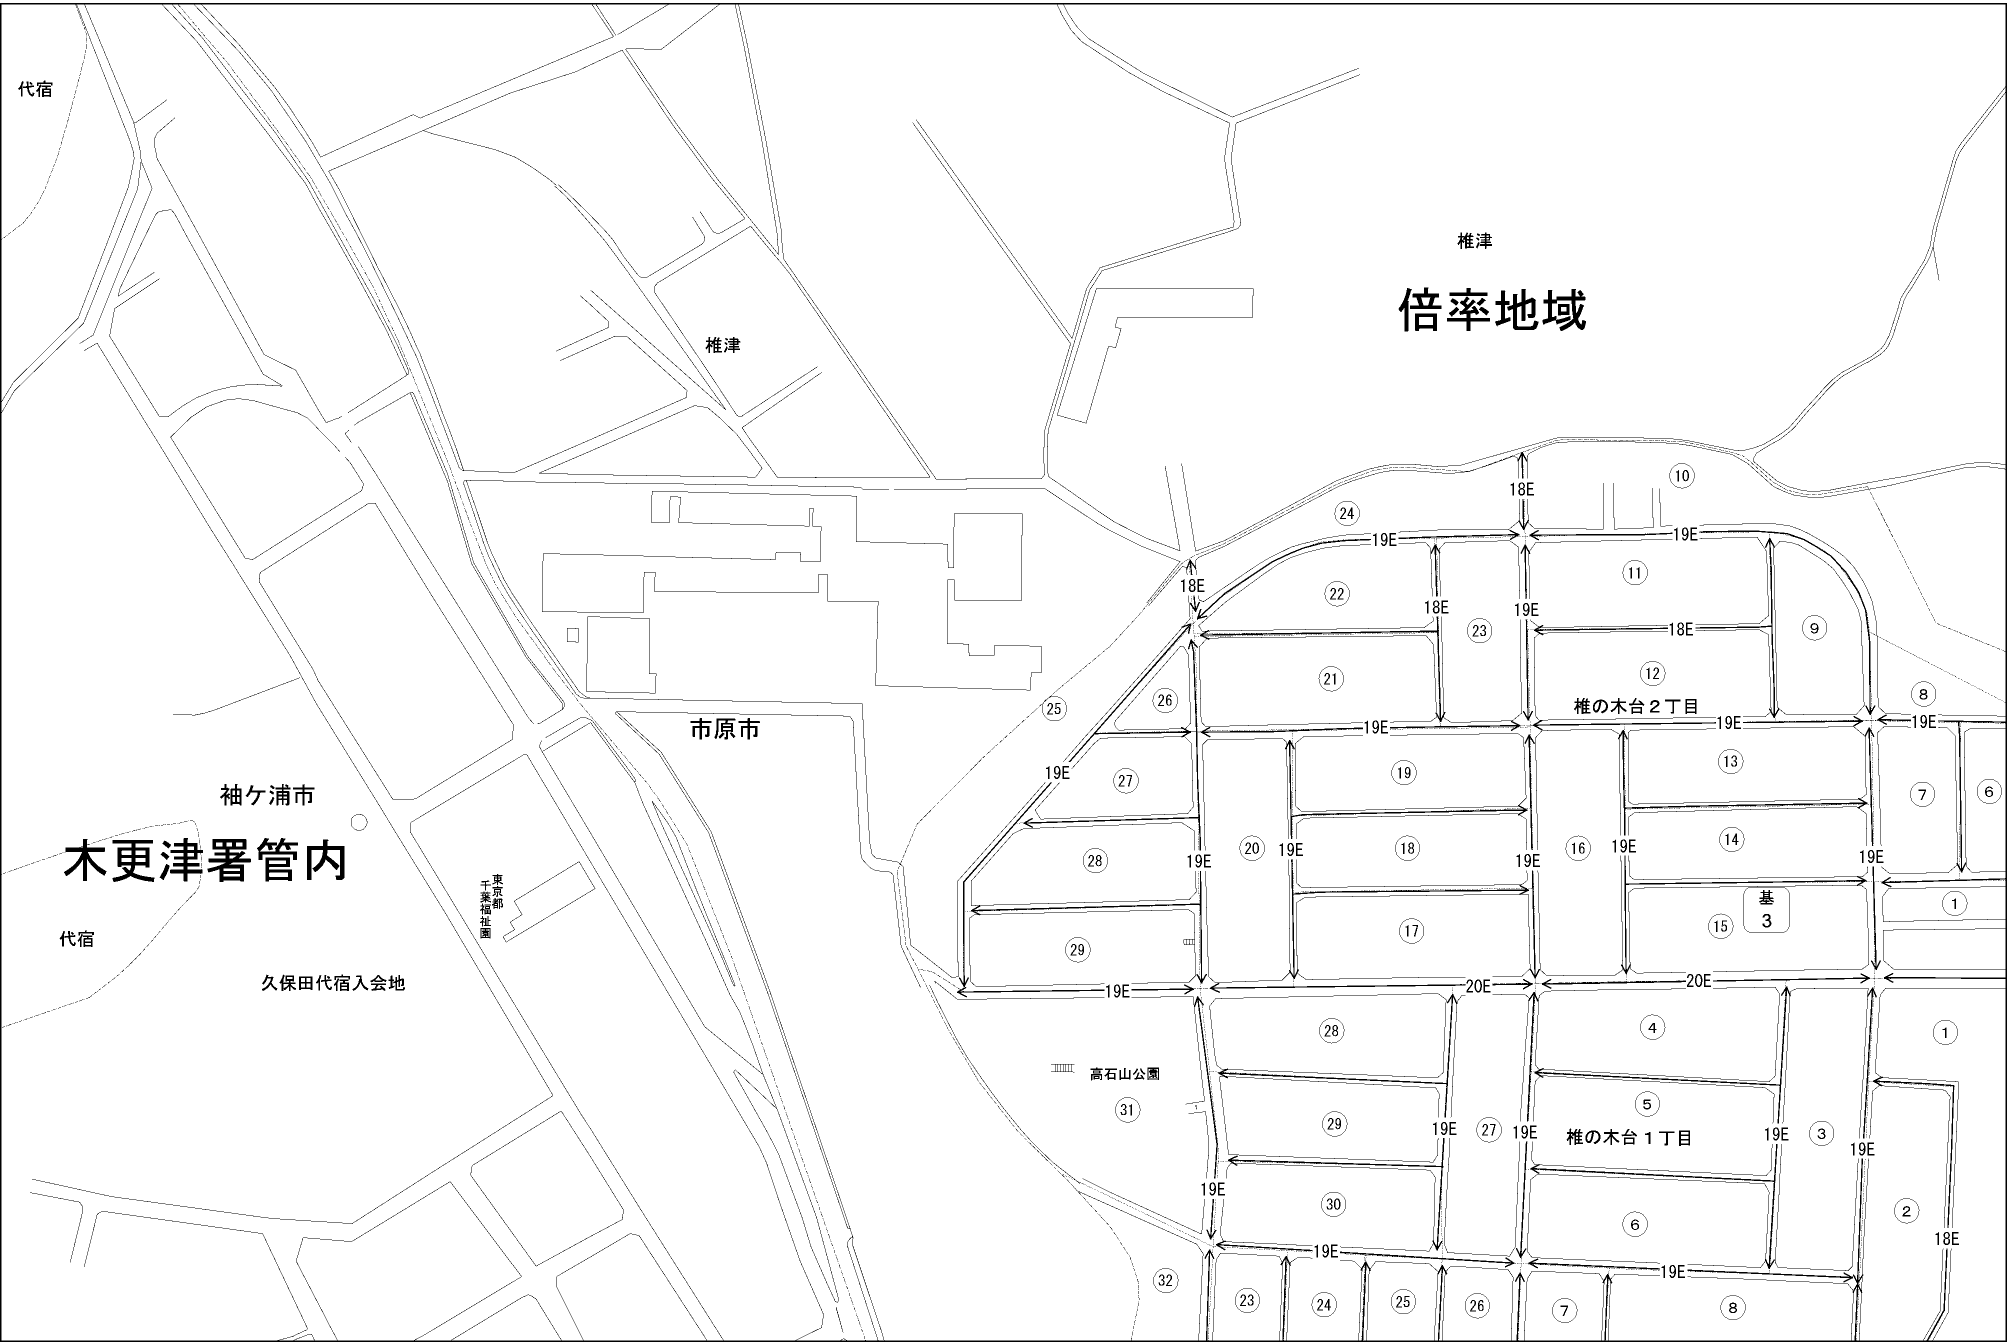 代宿
椎津
倍率地域
椎津
⑩
18E
㉔
19E
19E
⑪
18E
㉒
18E
19E
㉓
18E
⑨
㉑
⑫
椎の木台２丁目
⑧
㉖
㉕
市原市
19E
19E
19E
19E
⑲
⑬
㉗
⑦
⑥
袖ケ浦市
木更津署管内
⑳
⑱
⑯
⑭
㉘
19E
19E
19E
19E
19E
東京都
千葉福祉園
基
3
①
⑮
⑰
㉙
代宿
久保田代宿入会地
19E
20E
20E
㉘
④
①
高石山公園
㉛
⑤
㉙
㉗
椎の木台１丁目
③
19E
19E
19E
19E
19E
㉚
⑥
②
18E
19E
19E
㉜
㉓
㉔
㉕
㉖
⑦
⑧